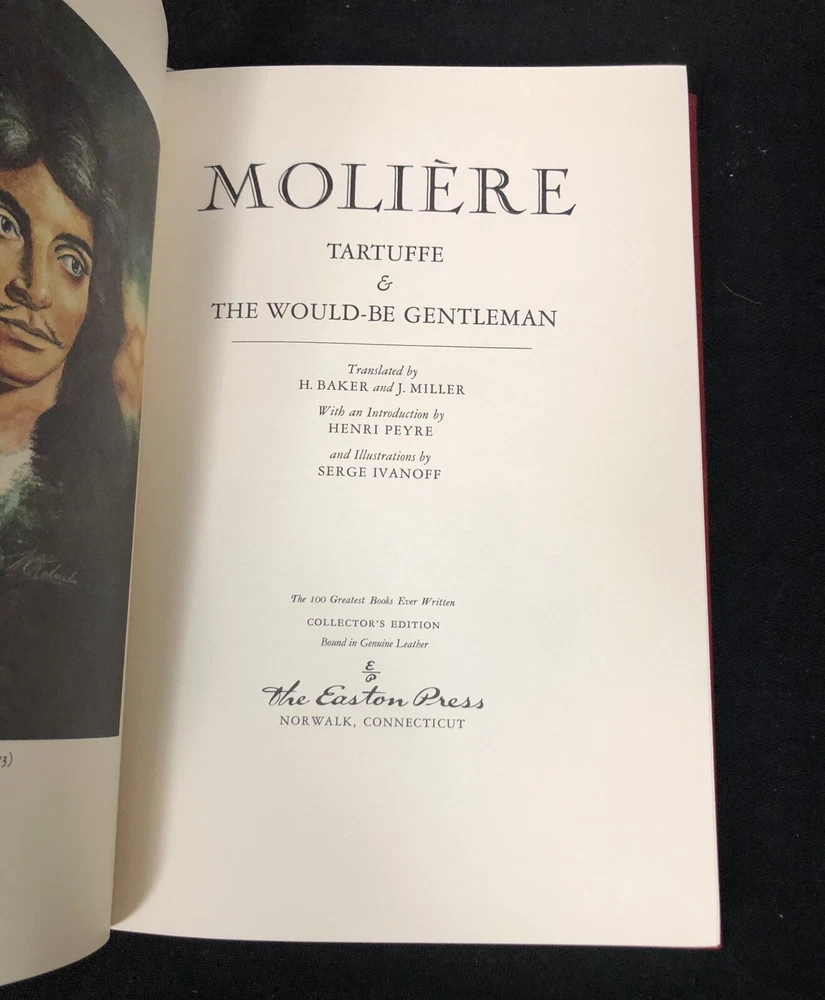 3)
MOLIÈRE
TARTUFFE
&
THE WOULD-BE GENTLEMAN
Translated by
H. BAKER and J. MILLER
With an Introduction by
HENRI PEYRE
and Illustrations by
SERGE IVANOFF
The 100 Greatest Books Ever Written
COLLECTOR'S EDITION
Bound in Genuine Leather
E
P
The Easton Press
NORWALK, CONNECTICUT